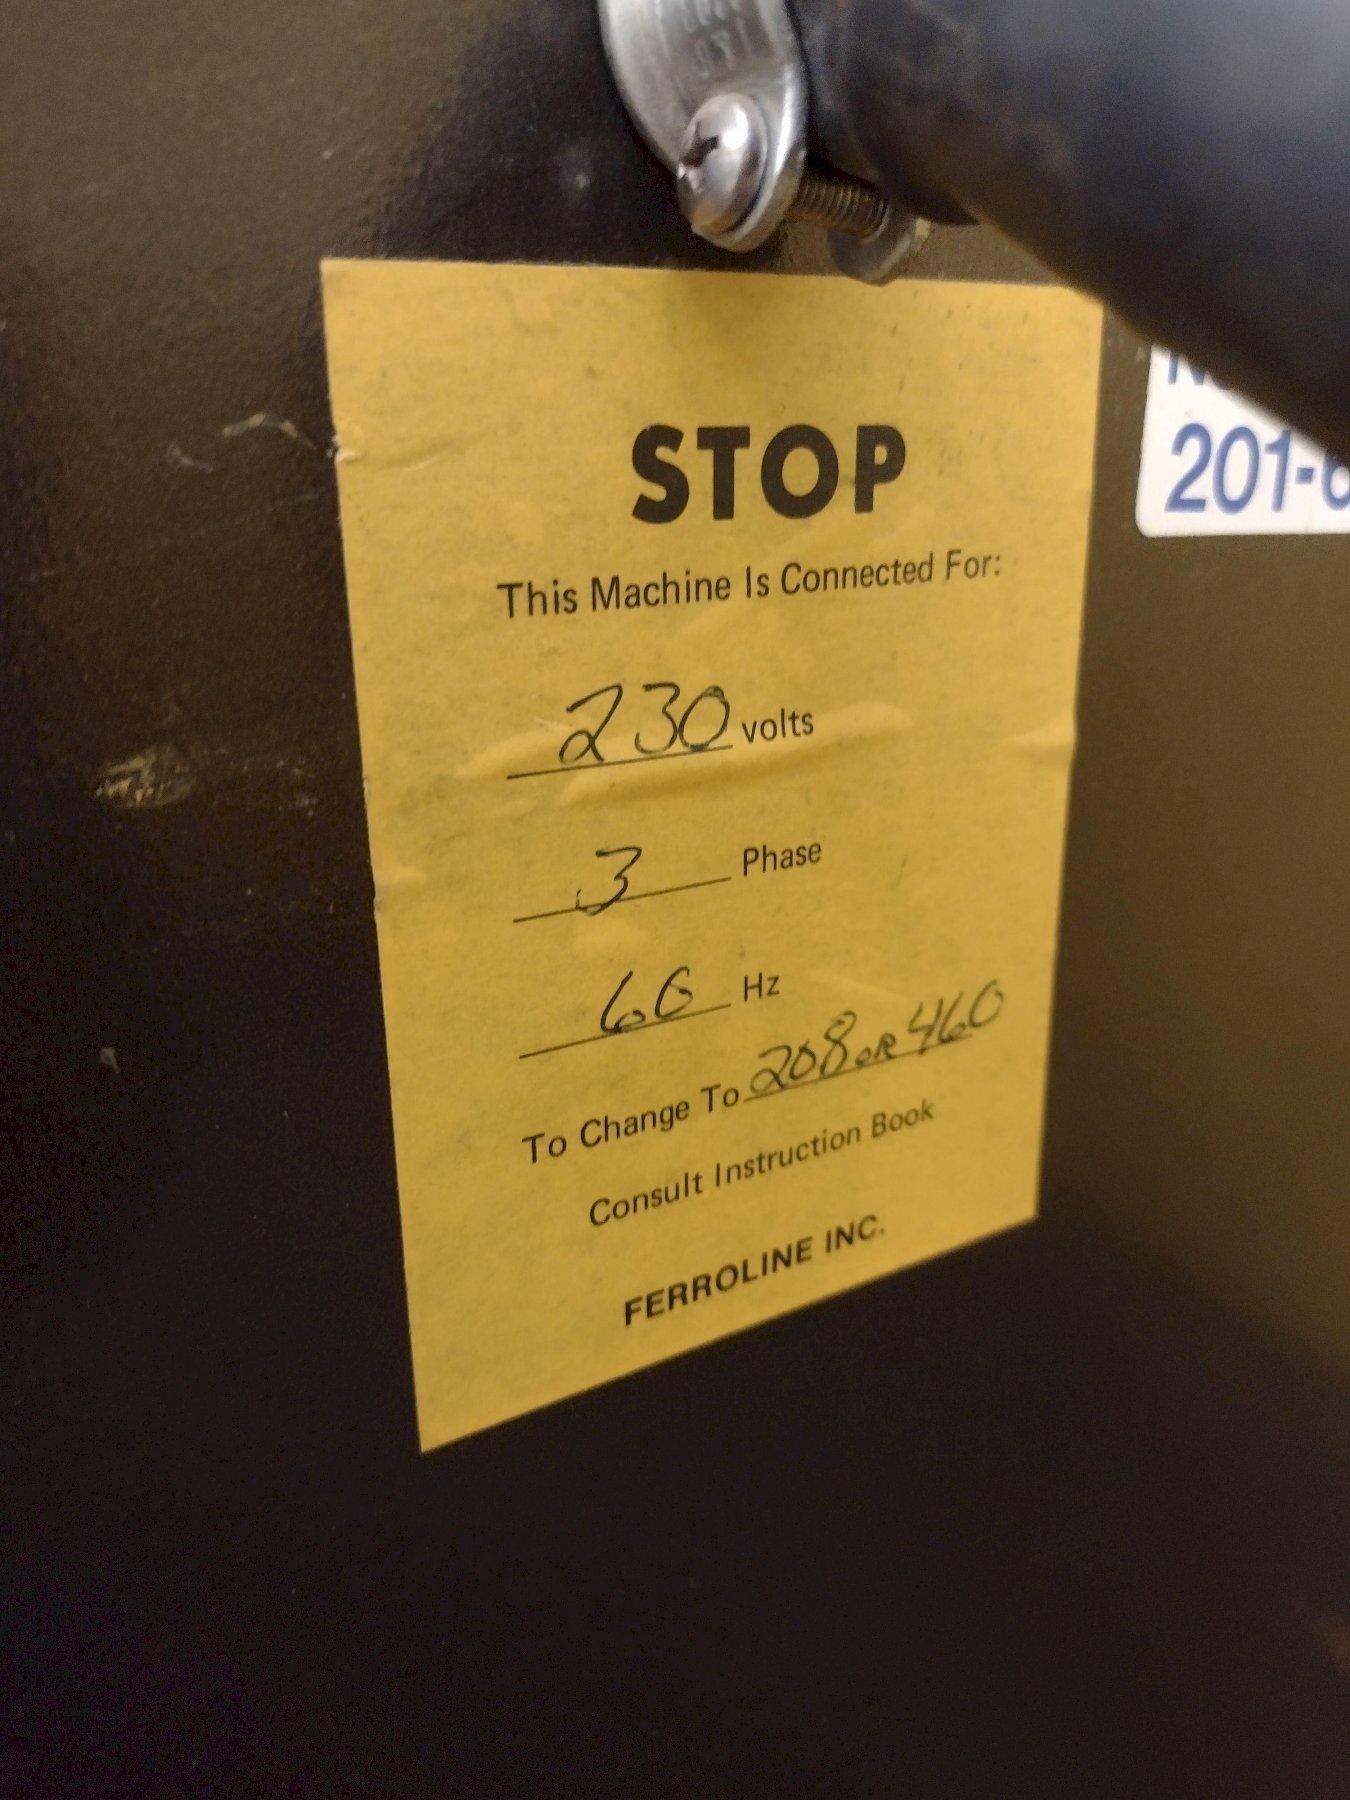 STOP
This Machine Is Connected For:
230 volts
3 Phase
60 Hz
To Change To 208 OR 460
Consult Instruction Book
FERROLINE INC.
201-6